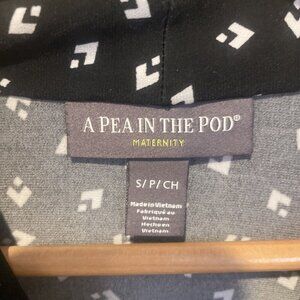 A PEA IN THE POD®
MATERNITY
S/P/CH
Made in Vietnam
Fabriqué au
Vietnam
Hecho en
Vietnam